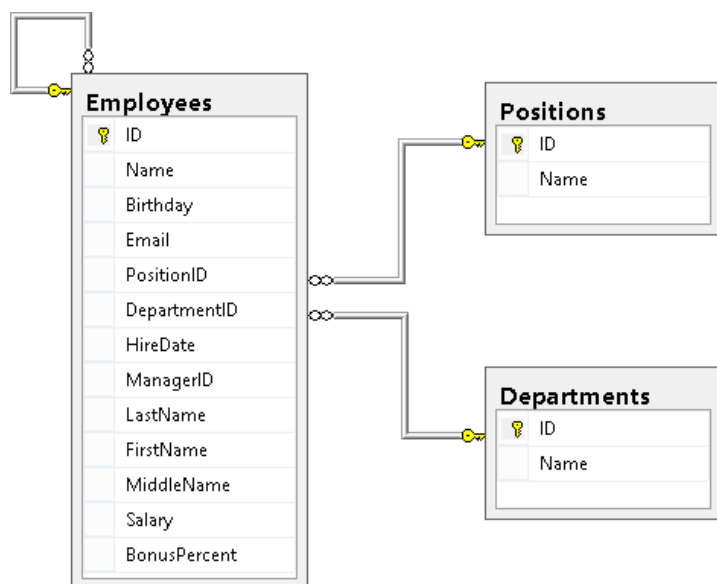 Employees
ID
Name
Birthday
Email
PositionID
DepartmentID
HireDate
ManagerID
LastName
FirstName
MiddleName
Salary
BonusPercent
Positions
ID
Name
Departments
ID
Name